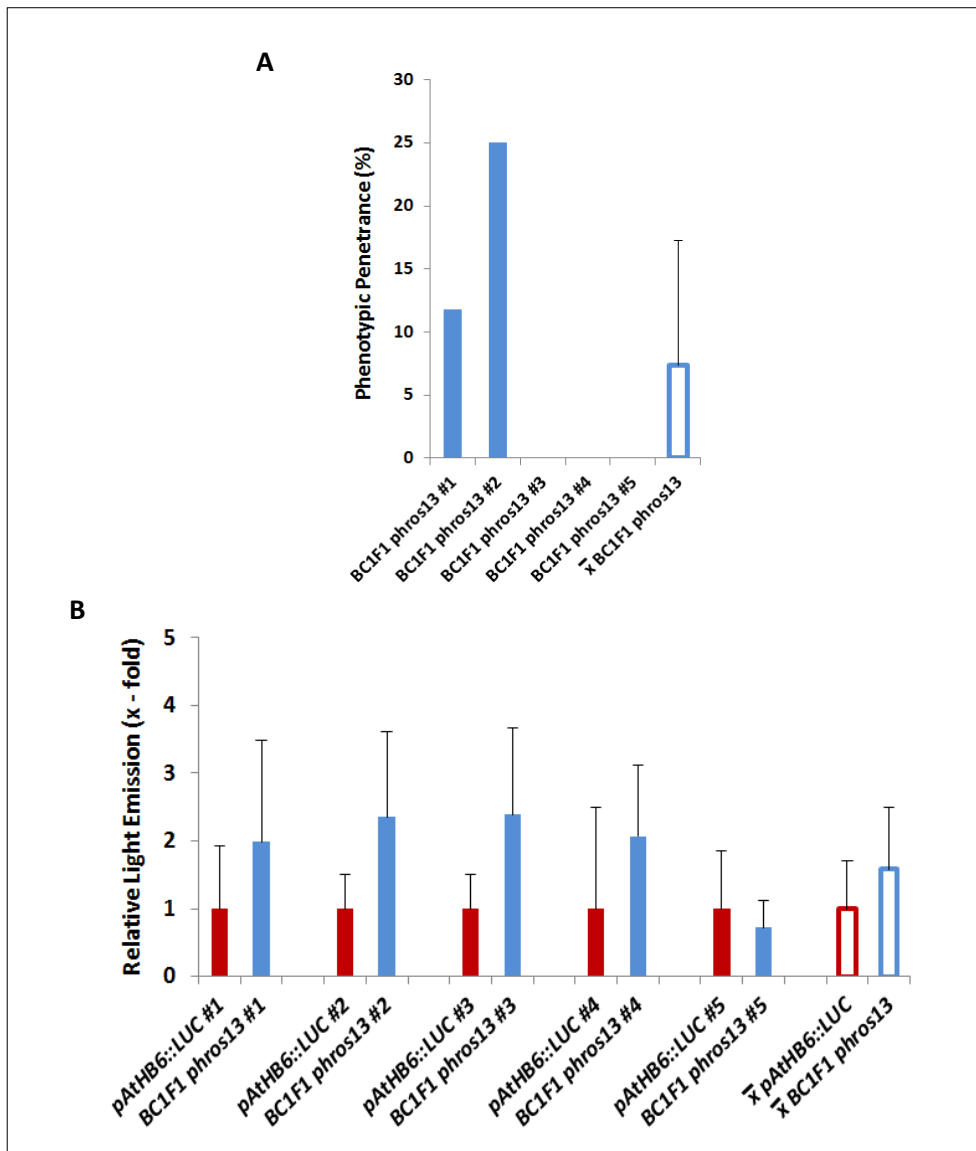 A
Phenotypic Penetrance (%)
30
25
20
15
10
5
0
BC1F1 phros13 #1
BC1F1 phros13 #2
BC1F1 phros13 #3
BC1F1 phros13 #4
BC1F1 phros13 #5
x̅ BC1F1 phros13
B
Relative Light Emission (x - fold)
5
4
3
2
1
0
pAtHB6::LUC #1
BC1F1 phros13 #1
pAtHB6::LUC #2
BC1F1 phros13 #2
pAtHB6::LUC #3
BC1F1 phros13 #3
pAtHB6::LUC #4
BC1F1 phros13 #4
pAtHB6::LUC #5
BC1F1 phros13 #5
x̅ pAtHB6::LUC
x̅ BC1F1 phros13